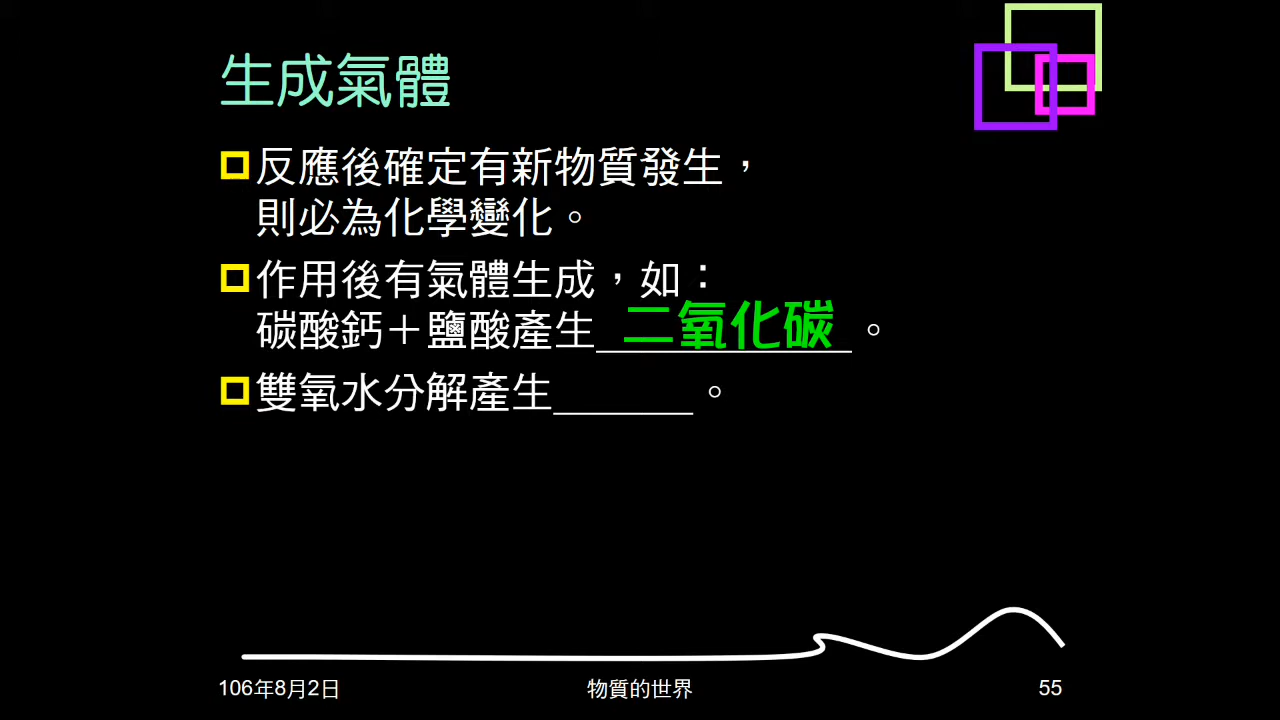 生成氣體
反應後確定有新物質發生，
則必為化學變化。
作用後有氣體生成，如：
碳酸鈣＋鹽酸產生 二氧化碳 。
雙氧水分解產生______。
106年8月2日
物質的世界
55